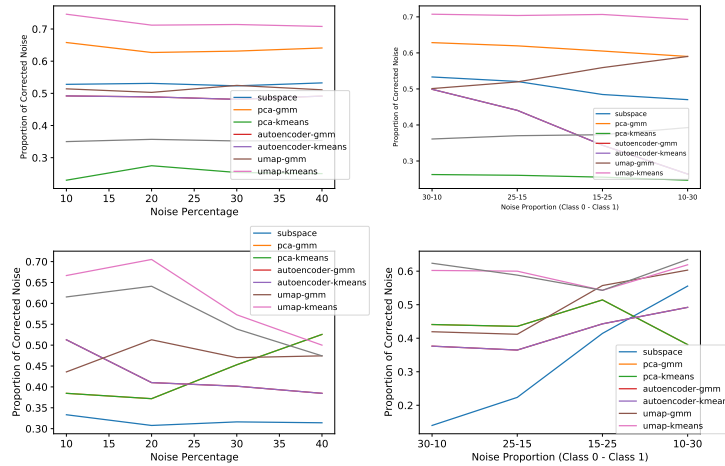 Proportion of Corrected Noise
0.7
0.6
0.5
0.4
0.3
10 15 20 25 30 35 40
Noise Percentage
subspace
pca-gmm
pca-kmeans
autoencoder-gmm
autoencoder-kmeans
umap-gmm
umap-kmeans
Proportion of Corrected Noise
0.7
0.6
0.5
0.4
0.3
30-10 25-15 15-25 10-30
Noise Proportion (Class 0 - Class 1)
subspace
pca-gmm
pca-kmeans
autoencoder-gmm
autoencoder-kmeans
umap-gmm
umap-kmeans
Proportion of Corrected Noise
0.70
0.65
0.60
0.55
0.50
0.45
0.40
0.35
0.30
10 15 20 25 30 35 40
Noise Percentage
subspace
pca-gmm
pca-kmeans
autoencoder-gmm
autoencoder-kmeans
umap-gmm
umap-kmeans
Proportion of Corrected Noise
0.6
0.5
0.4
0.3
0.2
30-10 25-15 15-25 10-30
Noise Proportion (Class 0 - Class 1)
subspace
pca-gmm
pca-kmeans
autoencoder-gmm
autoencoder-kmean
umap-gmm
umap-kmeans